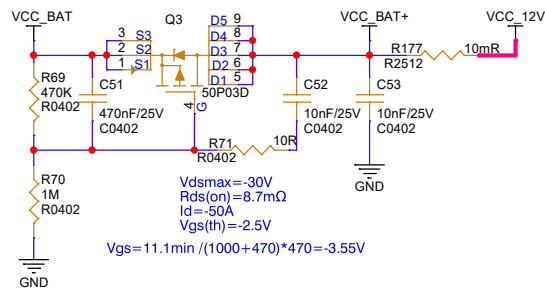 VCC_BAT
Q3
VCC_BAT+
VCC_12V
3 S3
2 S2
1 S1
D5 9
D4 8
D3 7
D2 6
D1 5
50P03D
4
G
R177
10mR
R2512
R69
470K
R0402
C51
470nF/25V
C0402
C52
10nF/25V
C0402
C53
10nF/25V
C0402
R71
10R
R0402
R70
1M
R0402
GND
GND
Vdsmax=-30V
Rds(on)=8.7mΩ
Id=-50A
Vgs(th)=-2.5V
Vgs=11.1min /(1000+470)*470=-3.55V